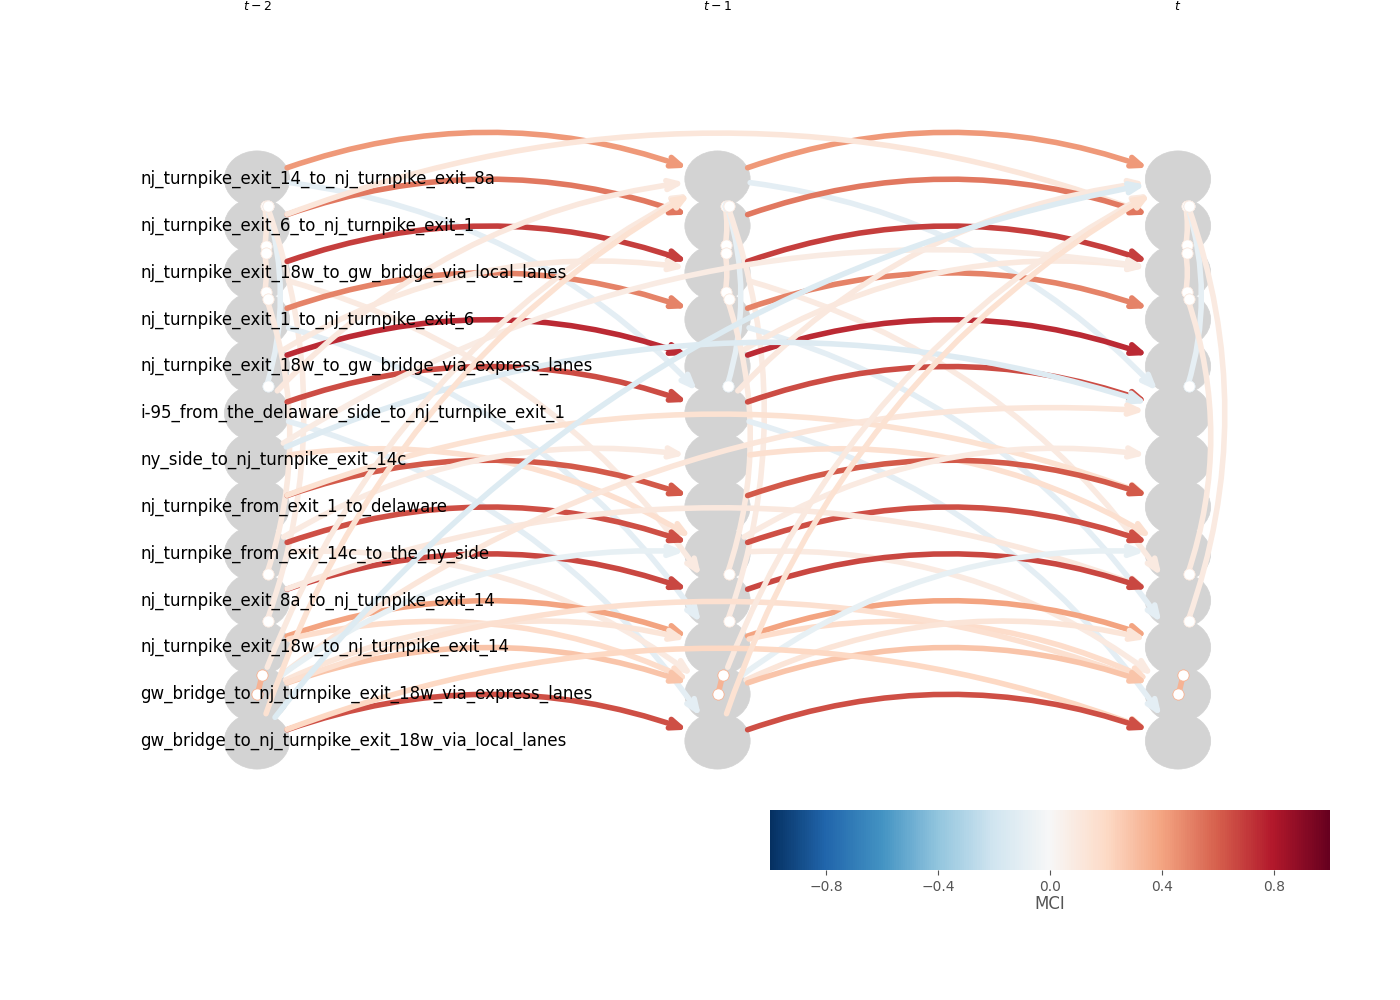 t − 2 t − 1 t
nj_turnpike_exit_14_to_nj_turnpike_exit_8a
nj_turnpike_exit_6_to_nj_turnpike_exit_1
nj_turnpike_exit_18w_to_gw_bridge_via_local_lanes
nj_turnpike_exit_1_to_nj_turnpike_exit_6
nj_turnpike_exit_18w_to_gw_bridge_via_express_lanes
i-95_from_the_delaware_side_to_nj_turnpike_exit_1
ny_side_to_nj_turnpike_exit_14c
nj_turnpike_from_exit_1_to_delaware
nj_turnpike_from_exit_14c_to_the_ny_side
nj_turnpike_exit_8a_to_nj_turnpike_exit_14
nj_turnpike_exit_18w_to_nj_turnpike_exit_14
gw_bridge_to_nj_turnpike_exit_18w_via_express_lanes
gw_bridge_to_nj_turnpike_exit_18w_via_local_lanes
−0.8 −0.4 0.0 0.4 0.8
MCI